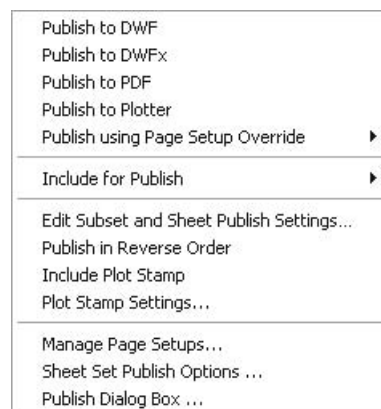 Publish to DWF
Publish to DWFx
Publish to PDF
Publish to Plotter
Publish using Page Setup Override
Include for Publish
Edit Subset and Sheet Publish Settings...
Publish in Reverse Order
Include Plot Stamp
Plot Stamp Settings...
Manage Page Setups...
Sheet Set Publish Options ...
Publish Dialog Box ...